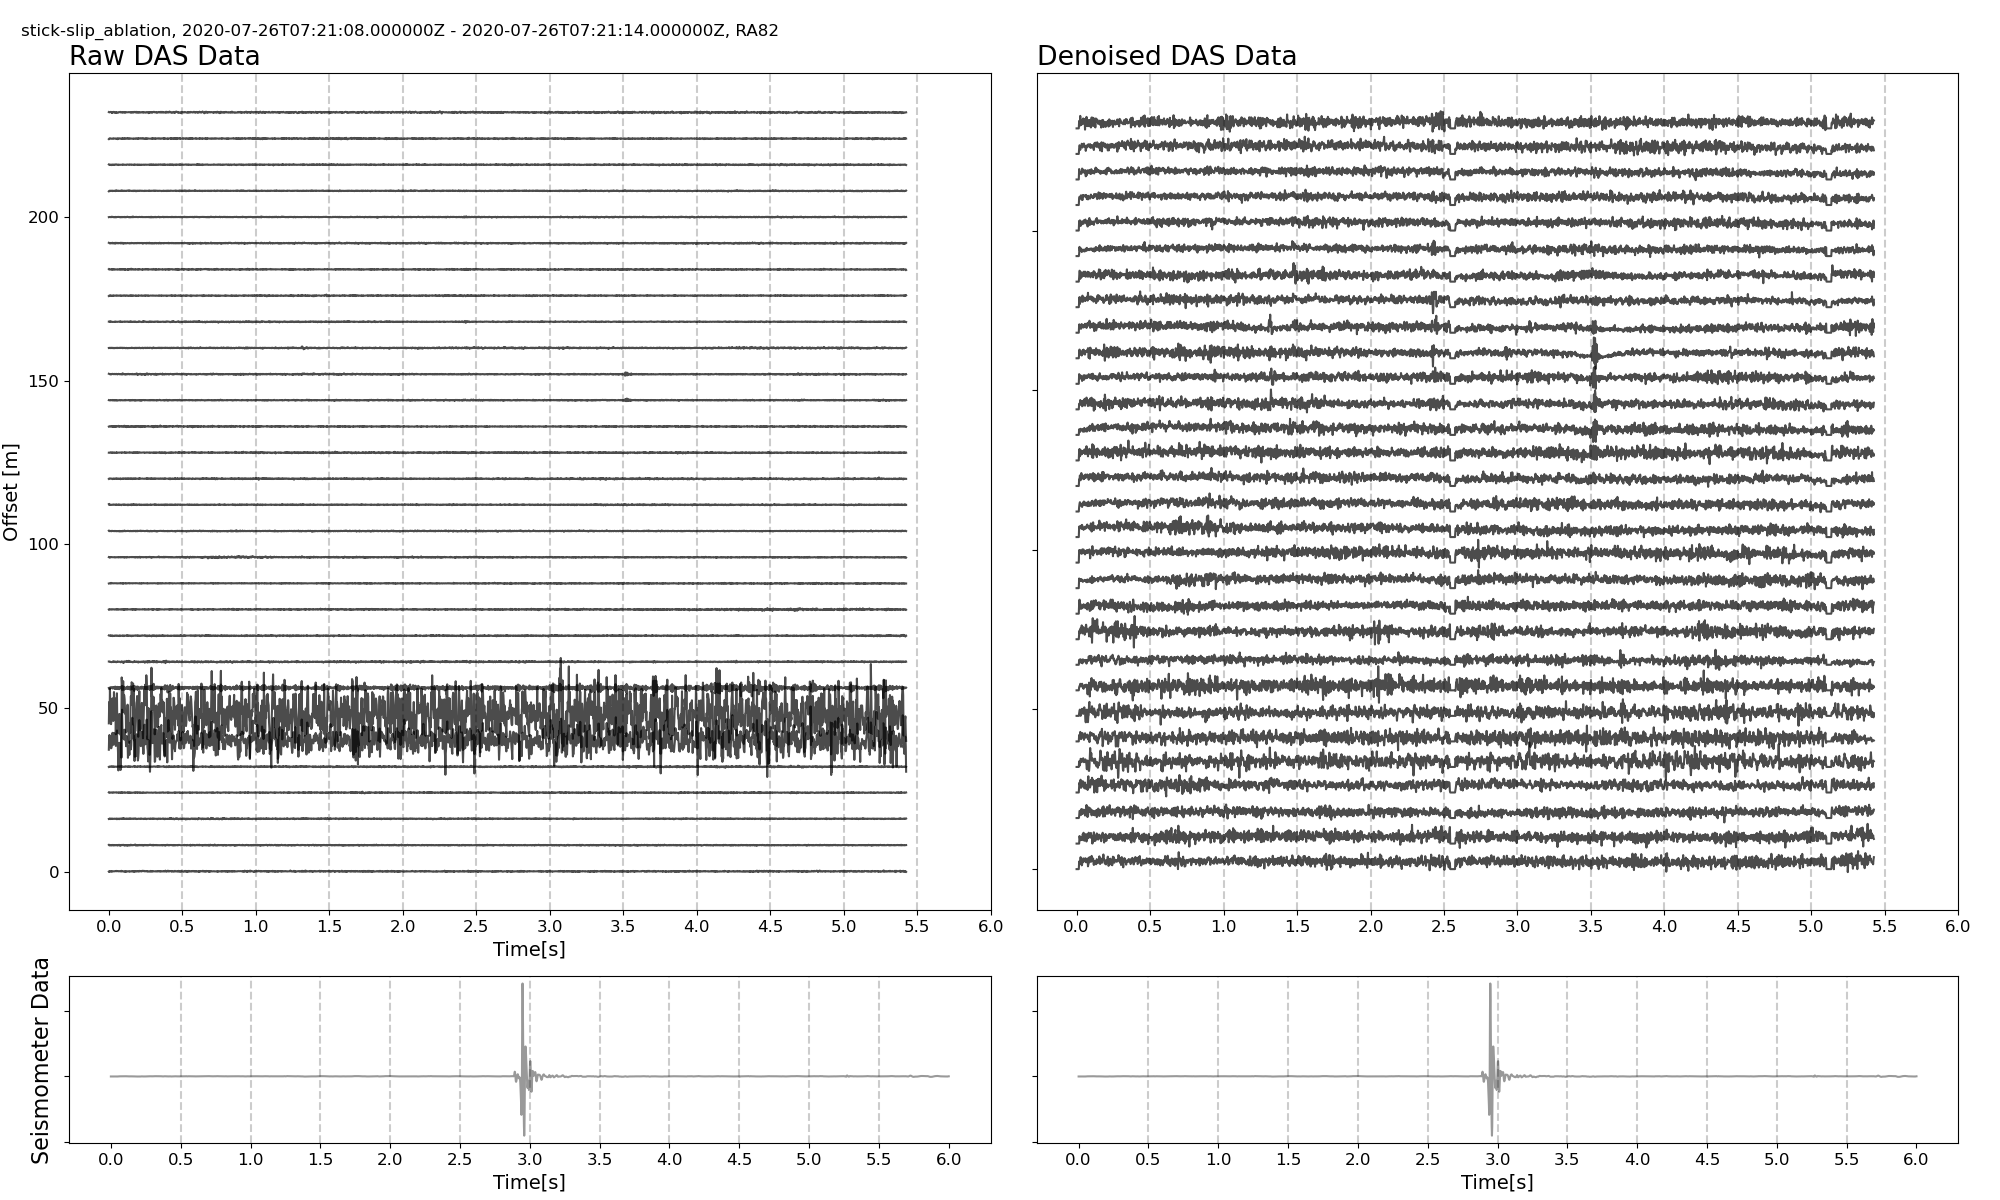 stick-slip_ablation, 2020-07-26T07:21:08.000000Z - 2020-07-26T07:21:14.000000Z, RA82
Raw DAS Data
Denoised DAS Data
Offset [m]
200
150
100
50
0
0.0 0.5 1.0 1.5 2.0 2.5 3.0 3.5 4.0 4.5 5.0 5.5 6.0
Time[s]
0.0 0.5 1.0 1.5 2.0 2.5 3.0 3.5 4.0 4.5 5.0 5.5 6.0
Seismometer Data
0.0 0.5 1.0 1.5 2.0 2.5 3.0 3.5 4.0 4.5 5.0 5.5 6.0
Time[s]
0.0 0.5 1.0 1.5 2.0 2.5 3.0 3.5 4.0 4.5 5.0 5.5 6.0
Time[s]